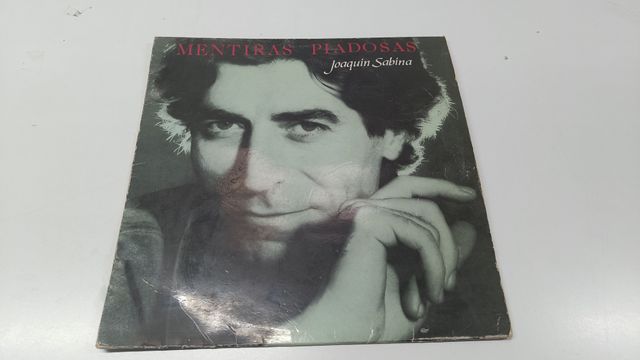 MENTIRAS PIADOSAS
Joaquín Sabina